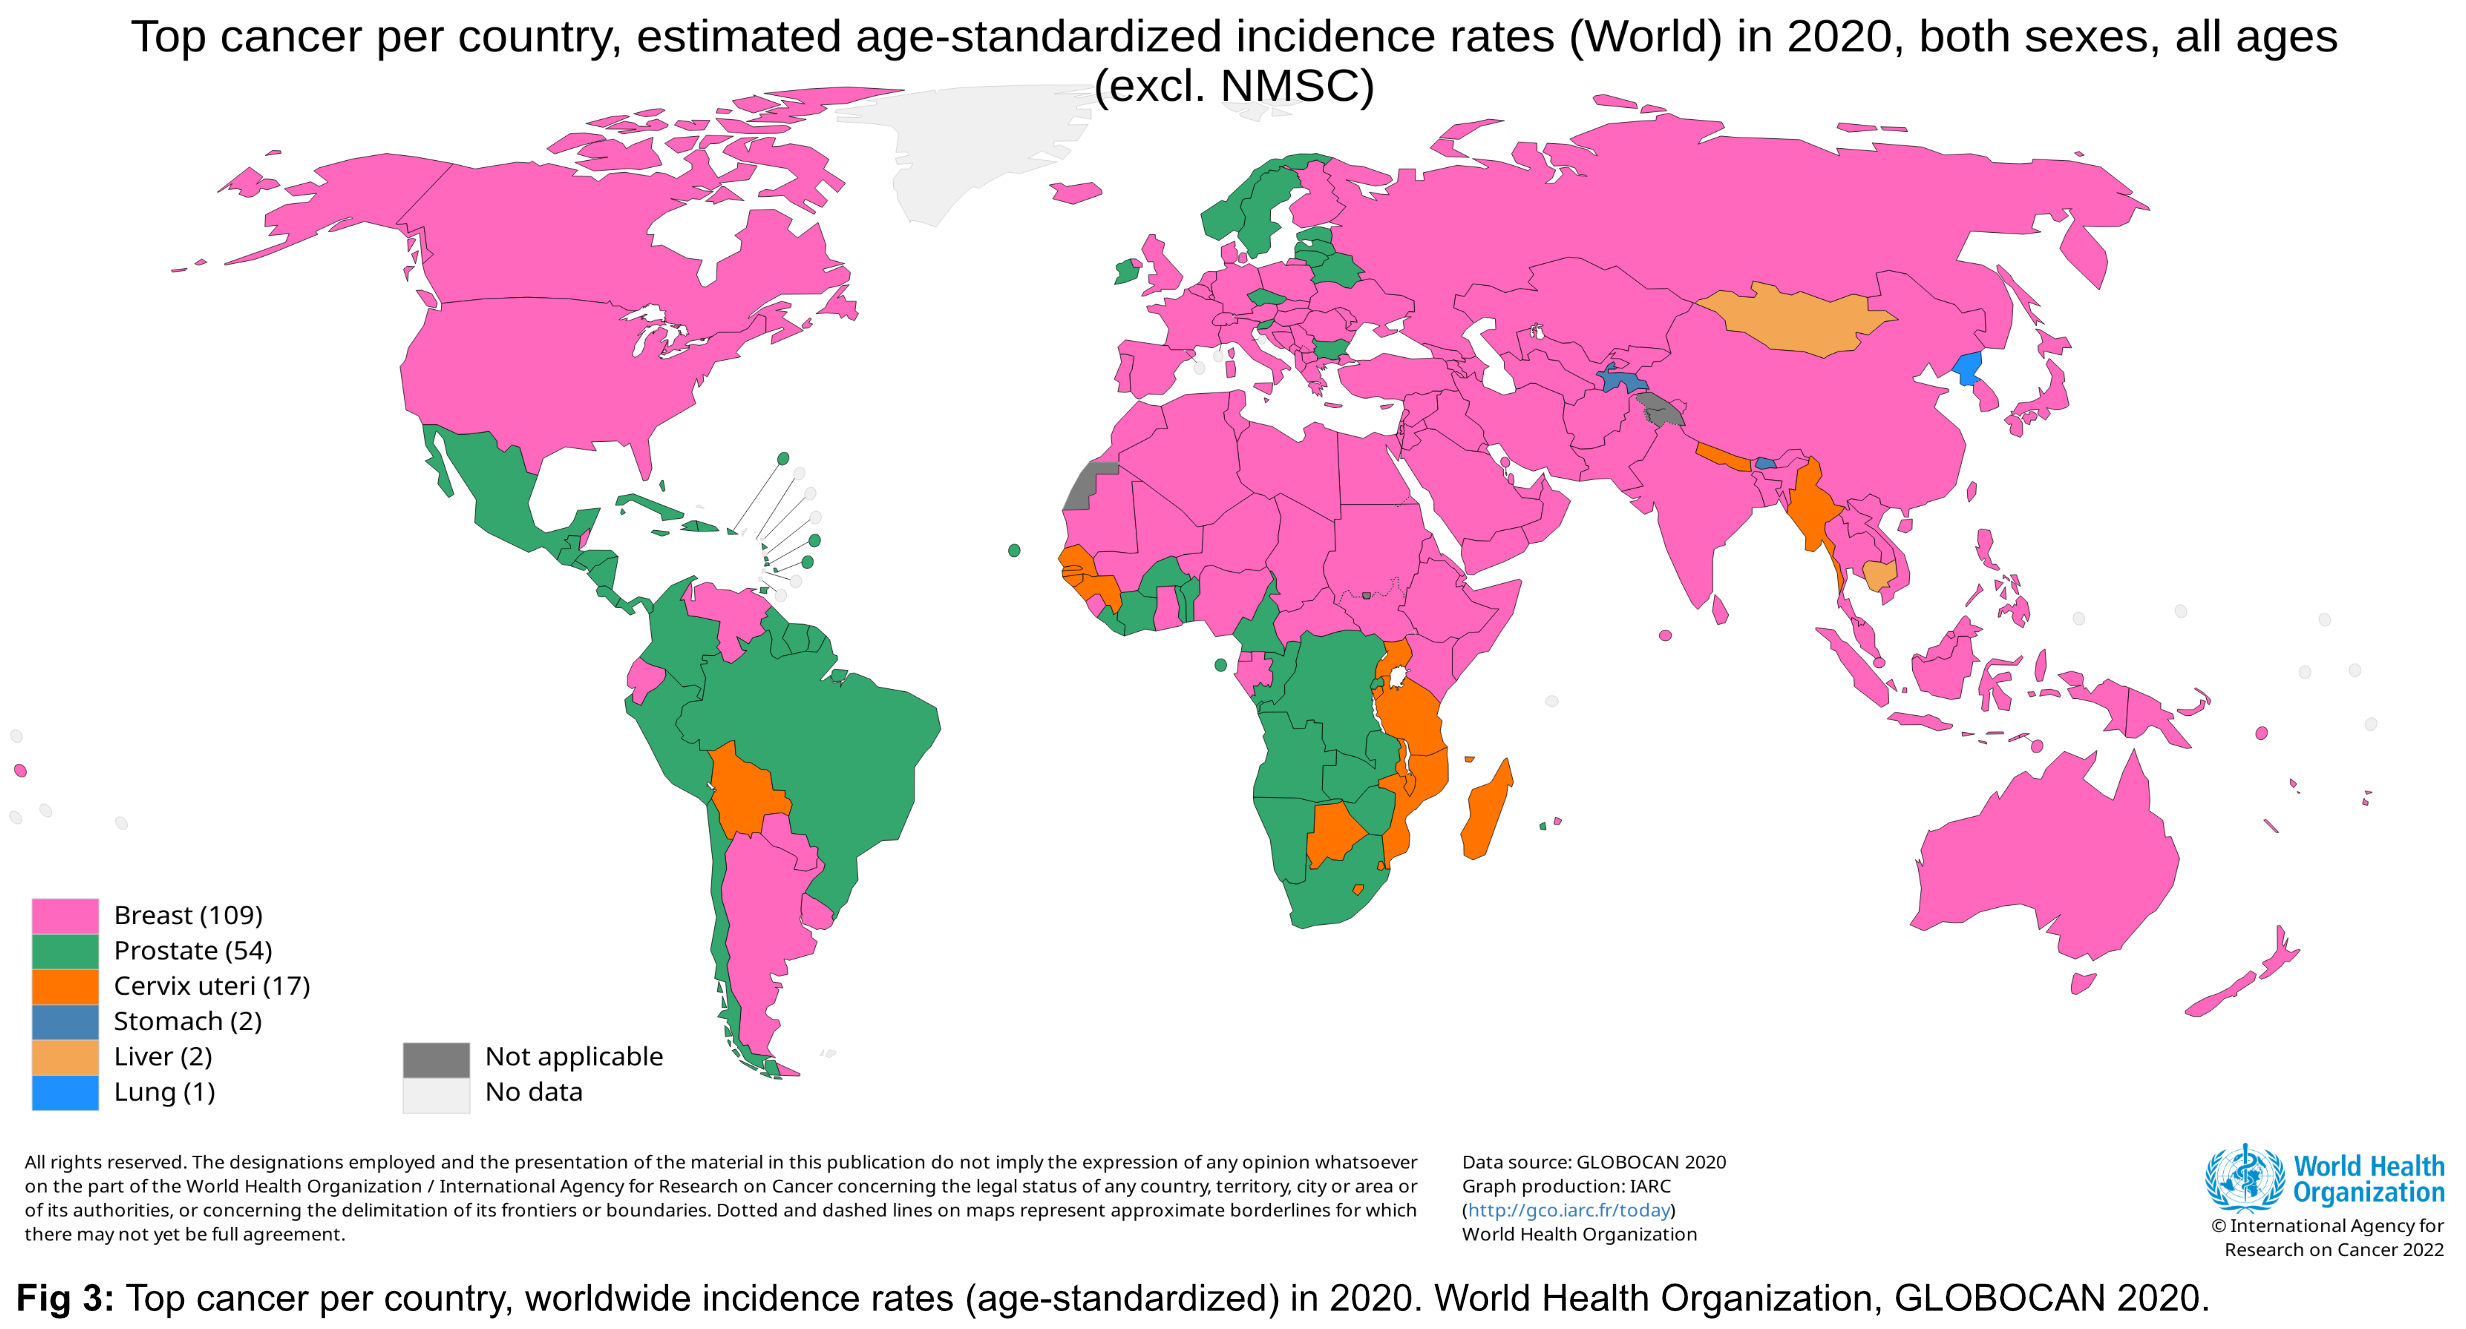 Top cancer per country, estimated age-standardized incidence rates (World) in 2020, both sexes, all ages
(excl. NMSC)
Breast (109)
Prostate (54)
Cervix uteri (17)
Stomach (2)
Liver (2)
Lung (1)
Not applicable
No data
All rights reserved. The designations employed and the presentation of the material in this publication do not imply the expression of any opinion whatsoever
on the part of the World Health Organization / International Agency for Research on Cancer concerning the legal status of any country, territory, city or area or
of its authorities, or concerning the delimitation of its frontiers or boundaries. Dotted and dashed lines on maps represent approximate borderlines for which
there may not yet be full agreement.
Data source: GLOBOCAN 2020
Graph production: IARC
(http://gco.iarc.fr/today)
World Health Organization
World Health
Organization
© International Agency for
Research on Cancer 2022
Fig 3: Top cancer per country, worldwide incidence rates (age-standardized) in 2020. World Health Organization, GLOBOCAN 2020.